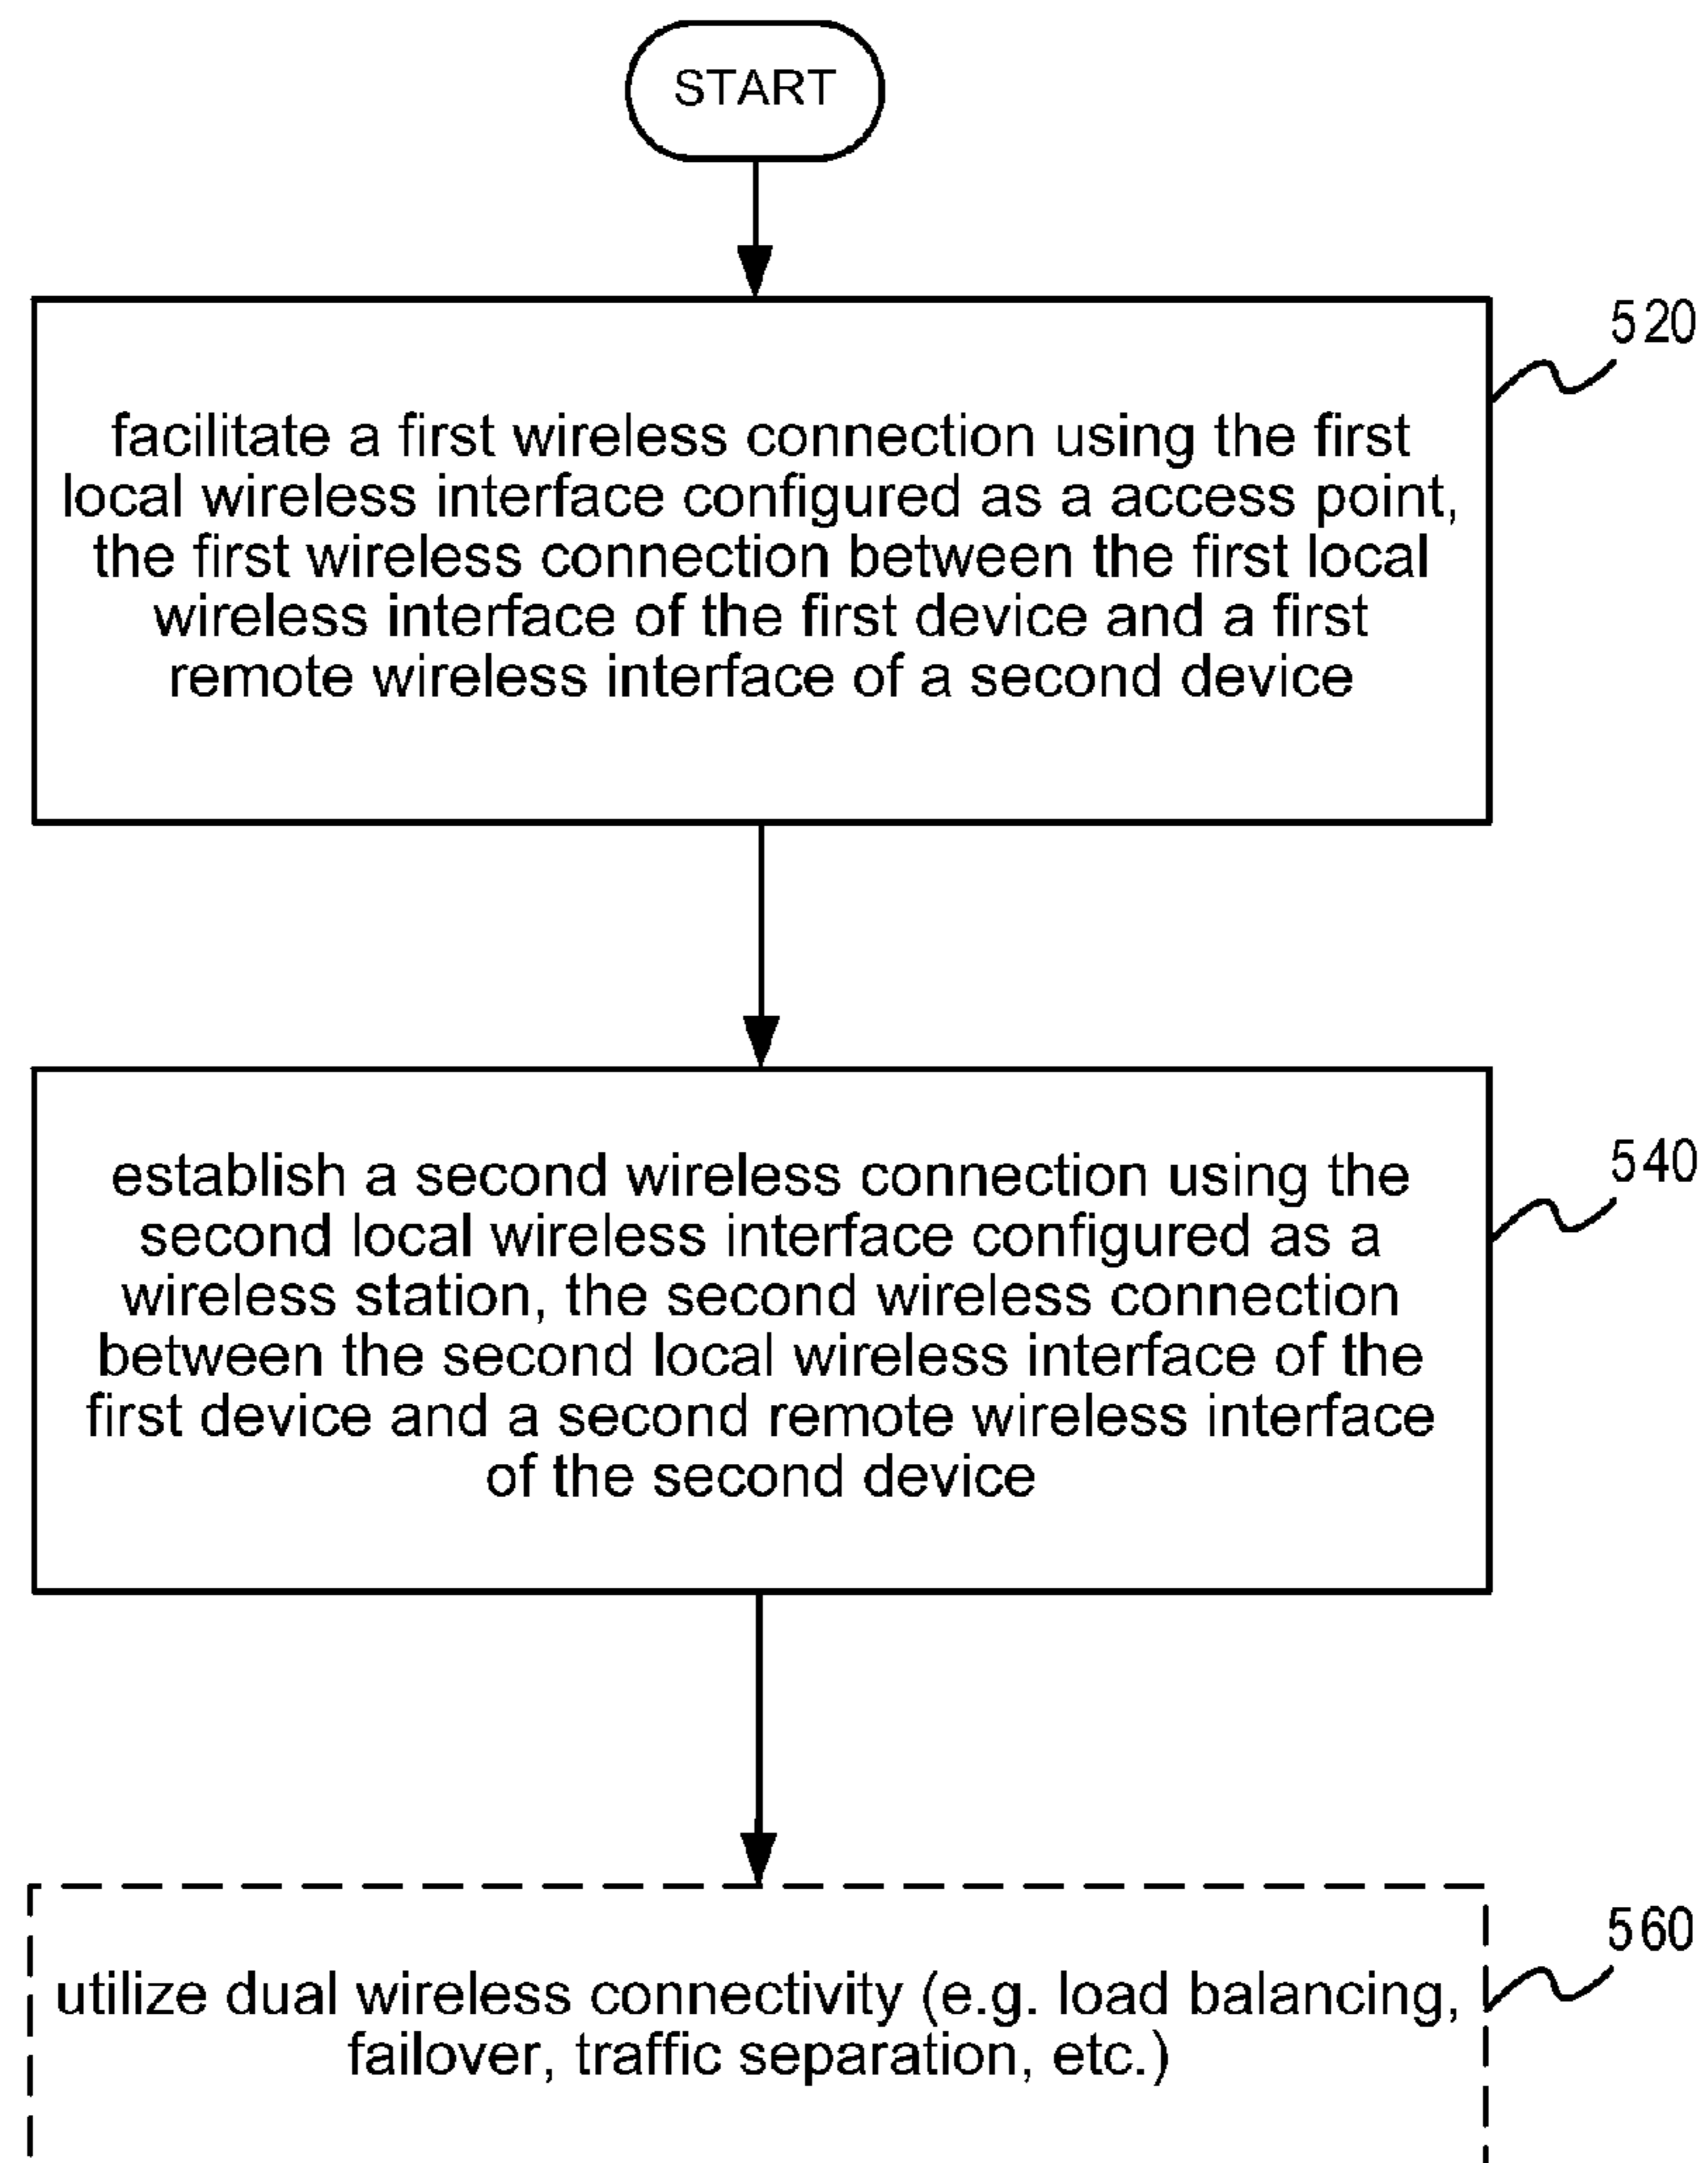 START
520
facilitate a first wireless connection using the first
local wireless interface configured as a access point,
the first wireless connection between the first local
wireless interface of the first device and a first
remote wireless interface of a second device
540
establish a second wireless connection using the
second local wireless interface configured as a
wireless station, the second wireless connection
between the second local wireless interface of the
first device and a second remote wireless interface
of the second device
560
utilize dual wireless connectivity (e.g. load balancing,
failover, traffic separation, etc.)